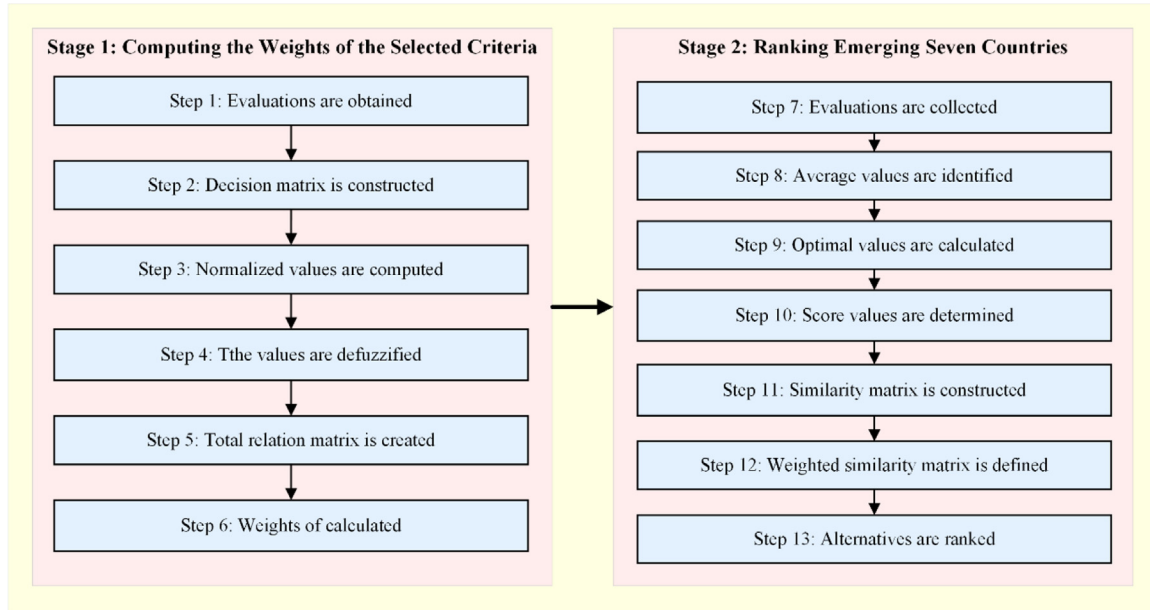 Stage 1: Computing the Weights of the Selected Criteria
Step 1: Evaluations are obtained
Step 2: Decision matrix is constructed
Step 3: Normalized values are computed
Step 4: Tthe values are defuzzified
Step 5: Total relation matrix is created
Step 6: Weights of calculated
Stage 2: Ranking Emerging Seven Countries
Step 7: Evaluations are collected
Step 8: Average values are identified
Step 9: Optimal values are calculated
Step 10: Score values are determined
Step 11: Similarity matrix is constructed
Step 12: Weighted similarity matrix is defined
Step 13: Alternatives are ranked